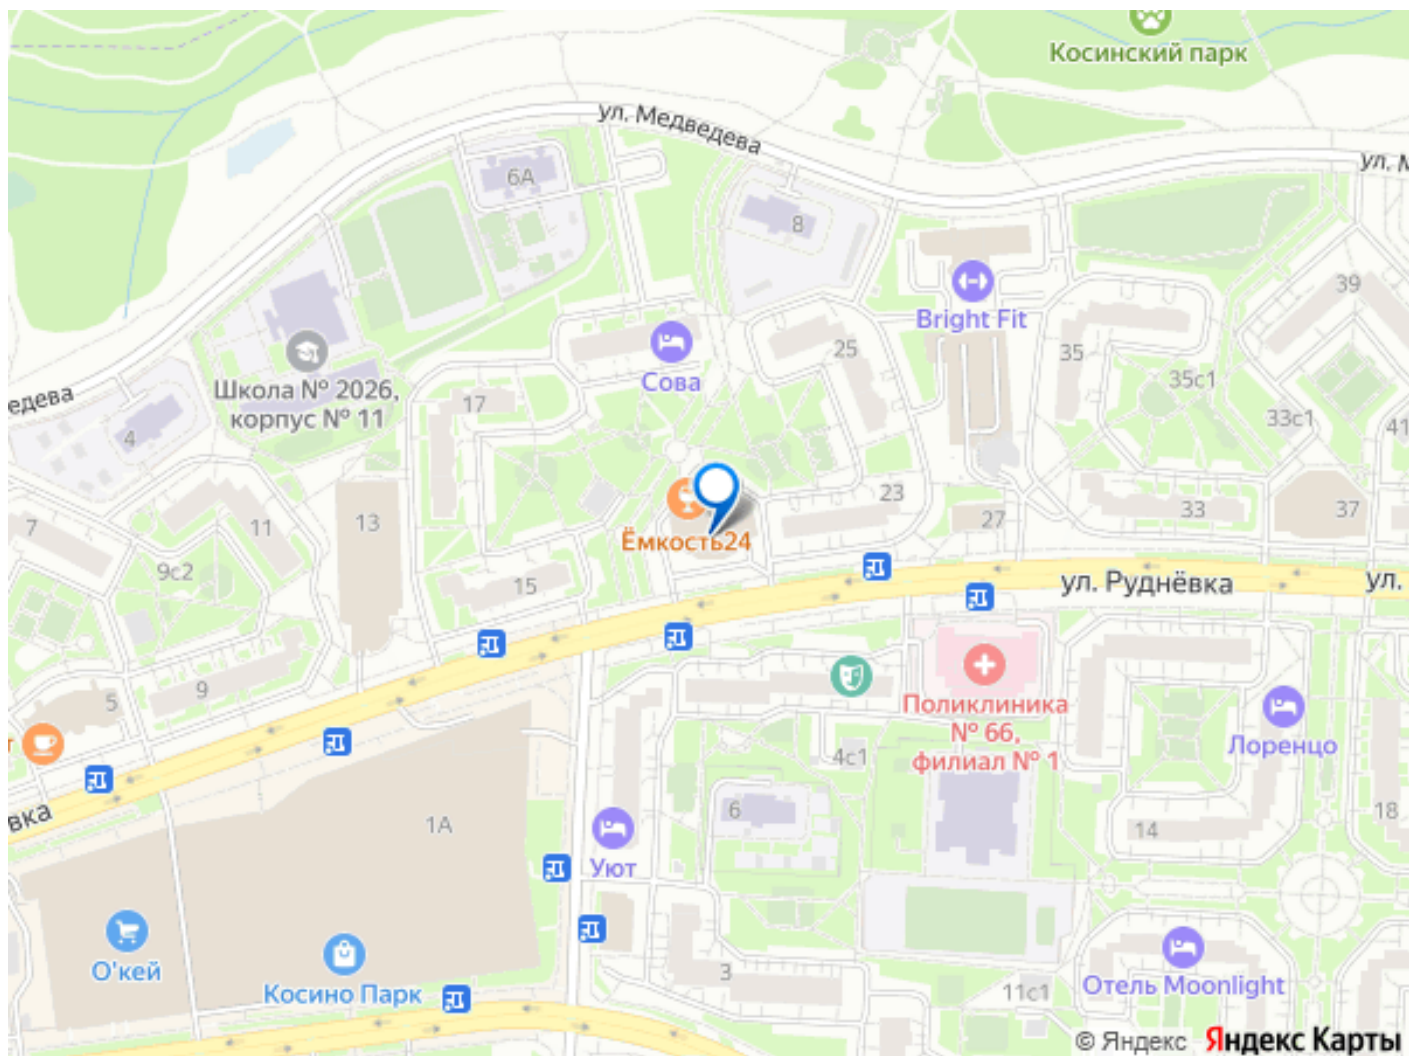 Косинский парк
ул. Медведева
ул. М
6А
8
39
Bright Fit
25
35
Сова
35с1
Школа № 2026,
корпус № 11
едева
17
33с1
41
4
23
7
11
13
27
33
37
Ёмкость24
9с2
15
ул. Руднёвка
ул.
9
5
Поликлиника
№ 66,
филиал № 1
т
4с1
Лоренцо
вка
1А
6
18
14
Уют
О'кей
Косино Парк
3
11с1
Отель Moonlight
© Яндекс Яндекс Карты